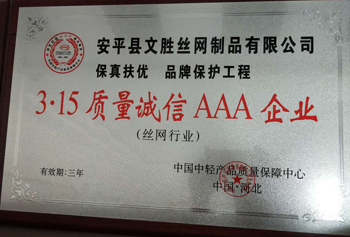 安平县文胜丝网制品有限公司
保真扶优 品牌保护工程
3·15质量诚信AAA企业
(丝网行业)
有效期:三年
中国中轻产品质量保障中心
中国·河北